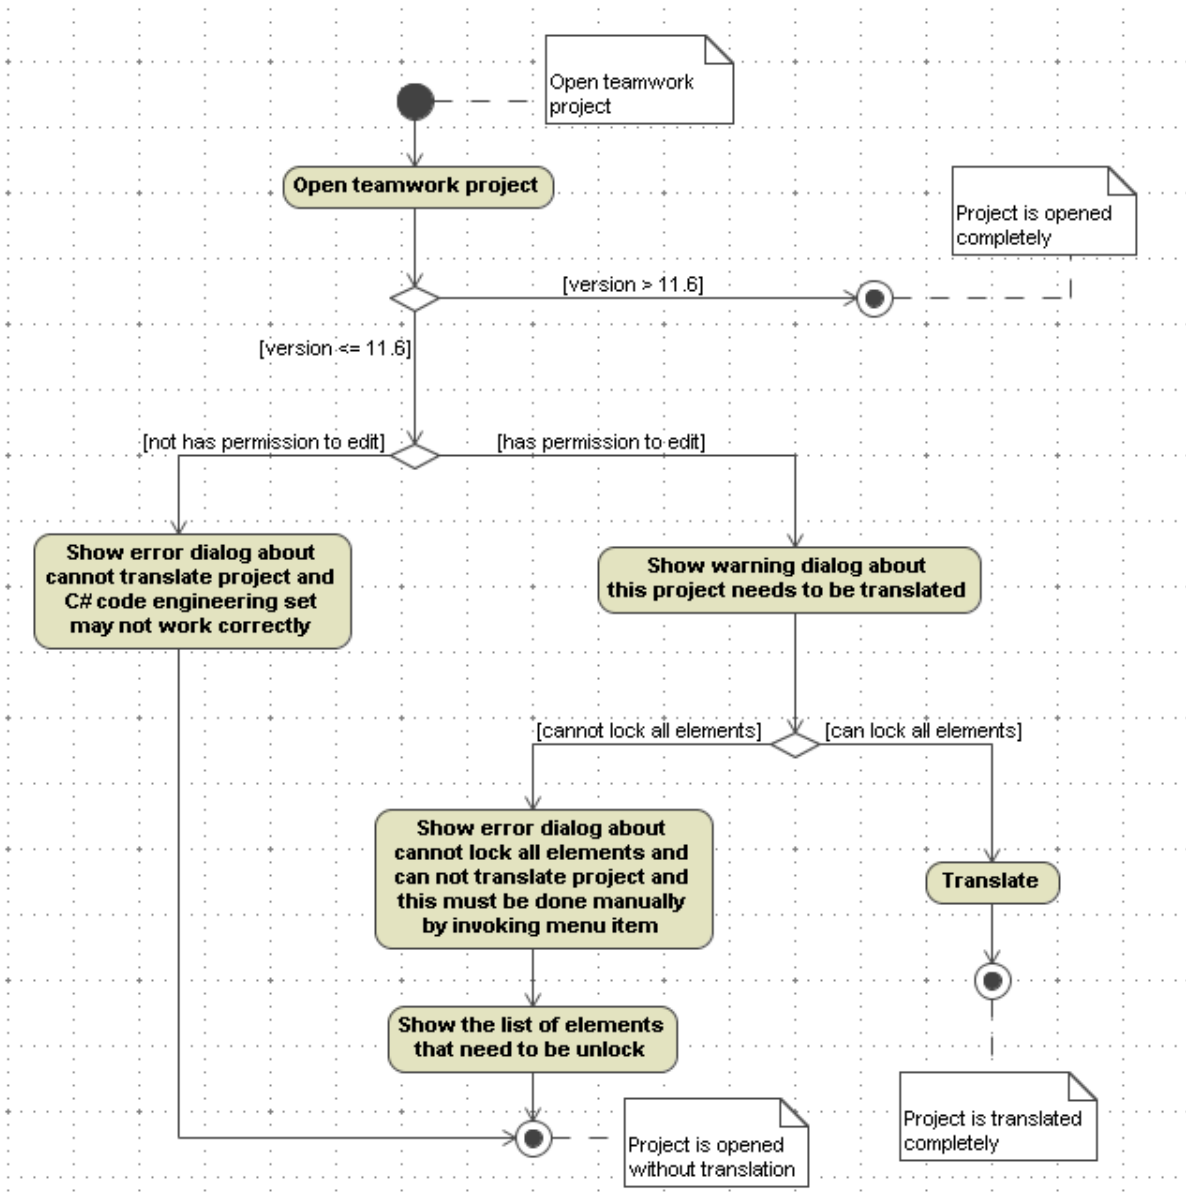 Open teamwork
project
Open teamwork project
Project is opened
completely
[version > 11.6]
[version <= 11.6]
[not has permission to edit]
[has permission to edit]
Show error dialog about
cannot translate project and
C# code engineering set
may not work correctly
Show warning dialog about
this project needs to be translated
[cannot lock all elements]
[can lock all elements]
Show error dialog about
cannot lock all elements and
can not translate project and
this must be done manually
by invoking menu item
Translate
Show the list of elements
that need to be unlock
Project is translated
completely
Project is opened
without translation